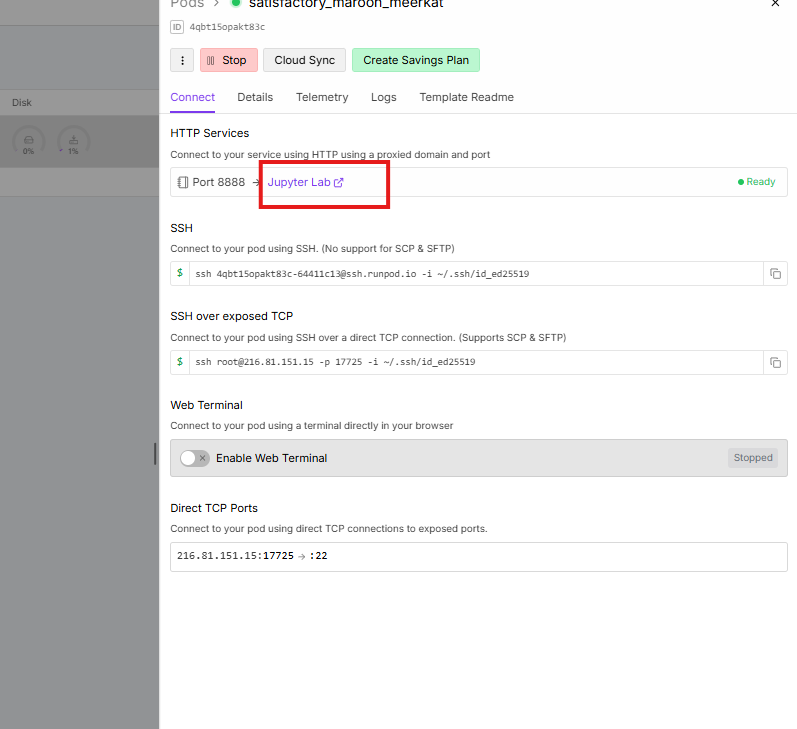 Pods > satisfactory_maroon_meerkat
ID 4qbt15opakt83c
Stop Cloud Sync Create Savings Plan
Disk
Connect Details Telemetry Logs Template Readme
0% 1%
HTTP Services
Connect to your service using HTTP using a proxied domain and port
Port 8888 → Jupyter Lab Ready
SSH
Connect to your pod using SSH. (No support for SCP & SFTP)
$ ssh 4qbt15opakt83c-64411c13@ssh.runpod.io -i ~/.ssh/id_ed25519
SSH over exposed TCP
Connect to your pod using SSH over a direct TCP connection. (Supports SCP & SFTP)
$ ssh root@216.81.151.15 -p 17725 -i ~/.ssh/id_ed25519
Web Terminal
Connect to your pod using a terminal directly in your browser
Enable Web Terminal Stopped
Direct TCP Ports
Connect to your pod using direct TCP connections to exposed ports.
216.81.151.15:17725 → :22